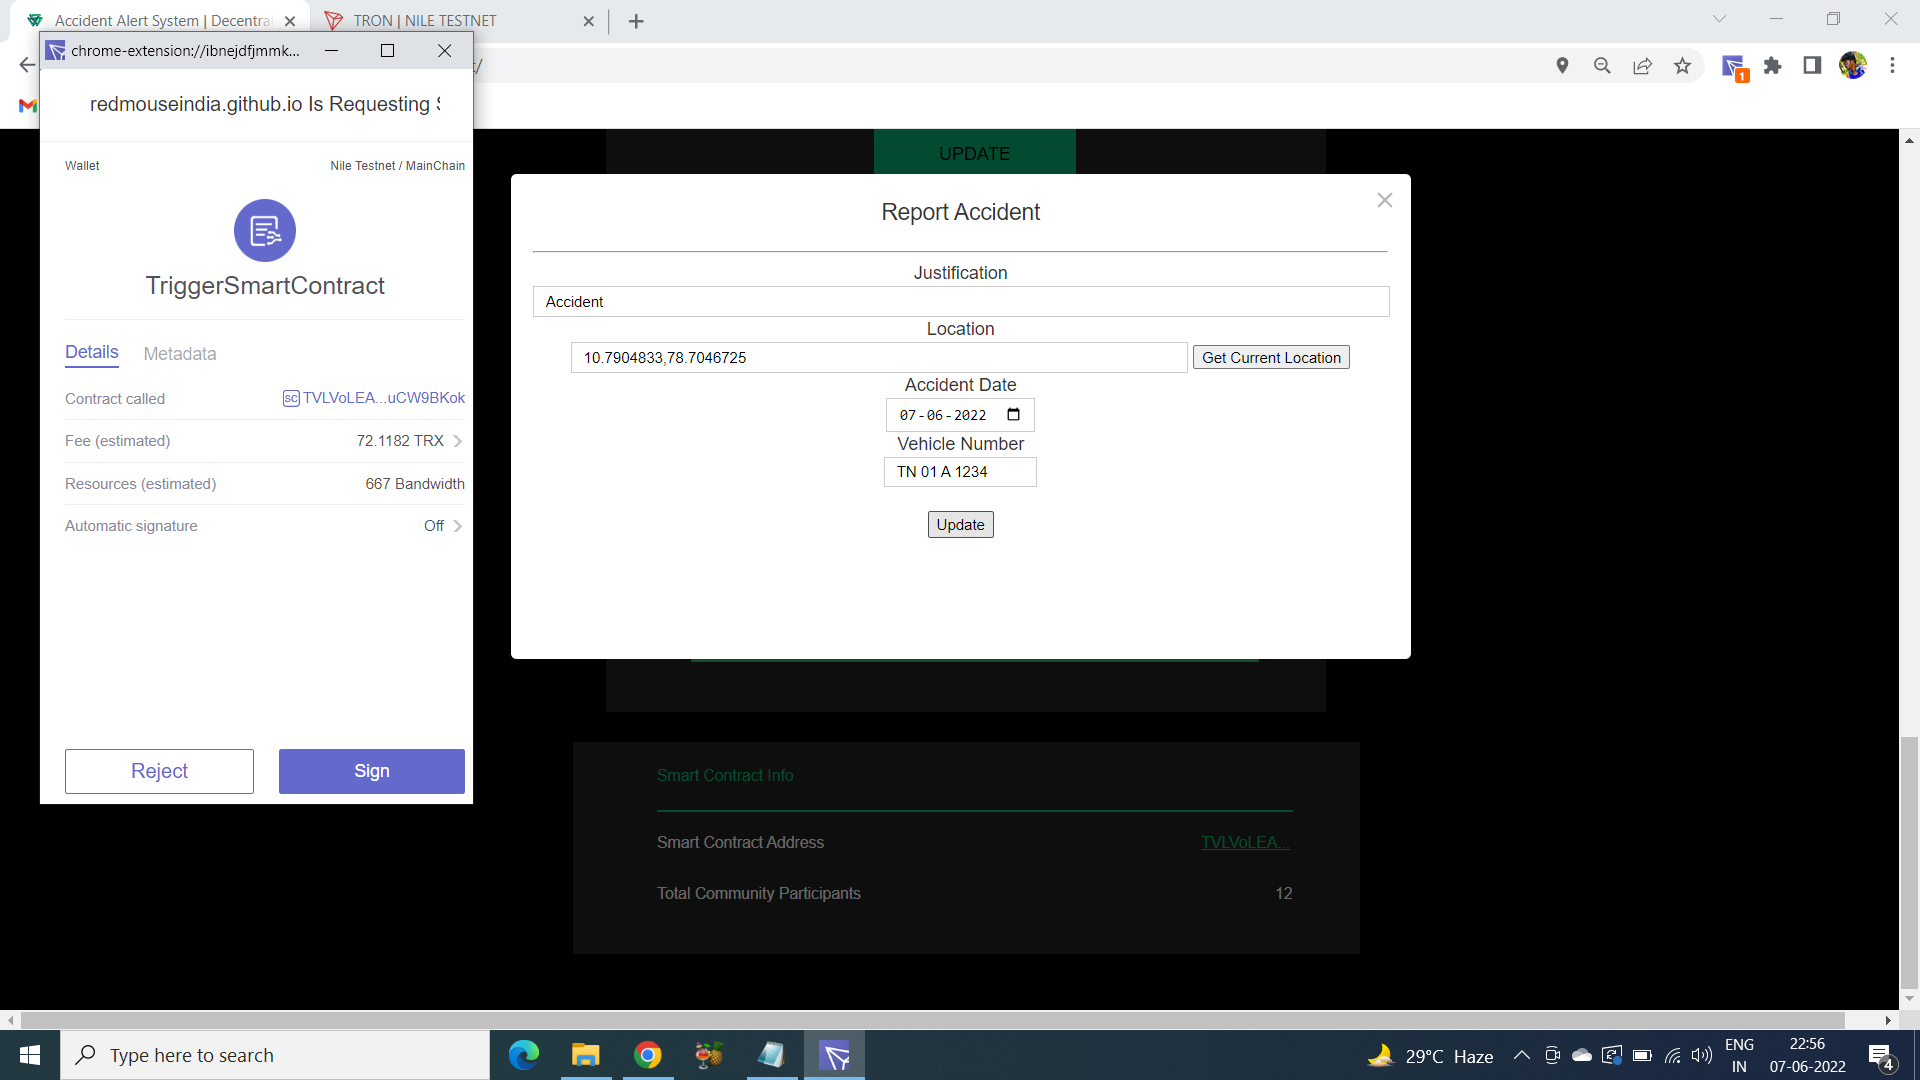 Accident Alert System | Decentra
TRON | NILE TESTNET
chrome-extension://ibnejdfjmmk...
redmouseindia.github.io Is Requesting
1
Wallet
Nile Testnet / MainChain
TriggerSmartContract
Details
Metadata
Contract called
SC TVLVoLEA...uCW9BKok
Fee (estimated)
72.1182 TRX
Resources (estimated)
667 Bandwidth
Automatic signature
Off
Reject
Sign
UPDATE
Report Accident
Justification
Accident
Location
10.7904833,78.7046725
Get Current Location
Accident Date
07-06-2022
Vehicle Number
TN 01 A 1234
Update
Smart Contract Info
Smart Contract Address
TVLVoLEA...
Total Community Participants
12
Type here to search
29°C Haze
ENG
IN
22:56
07-06-2022
4